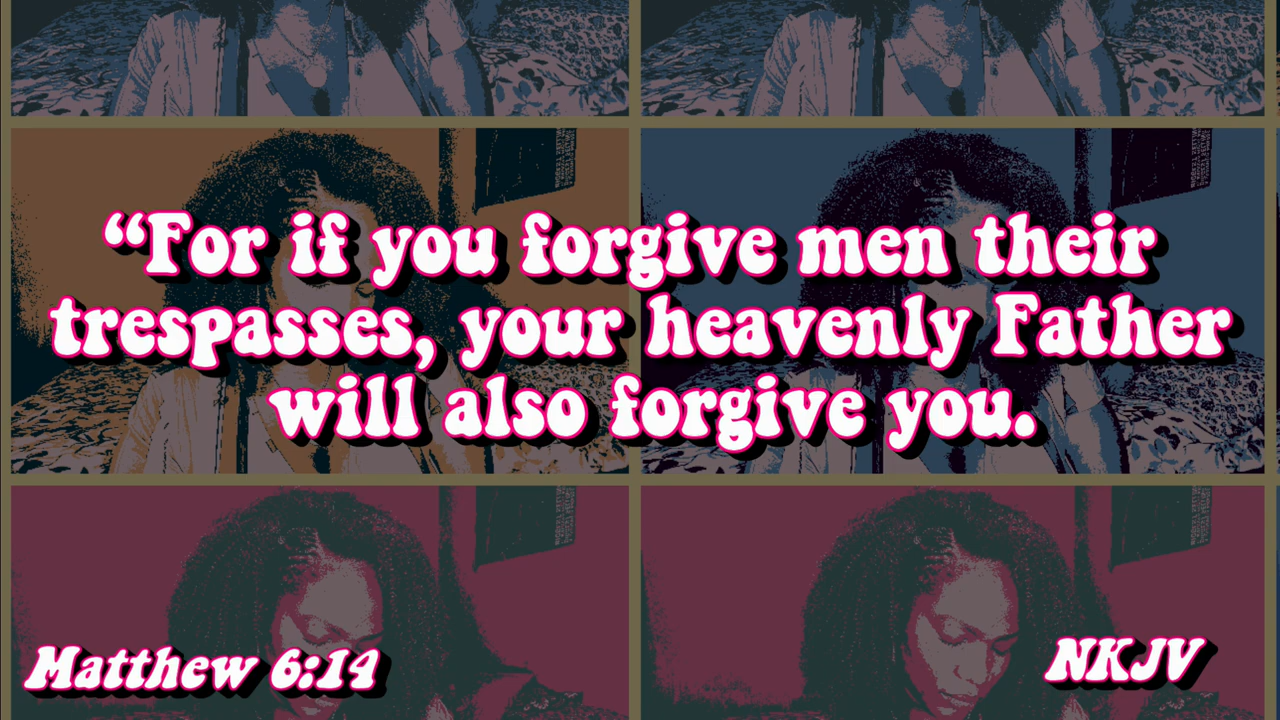 “For if you forgive men their
trespasses, your heavenly Father
will also forgive you.
Matthew 6:14
NKJV